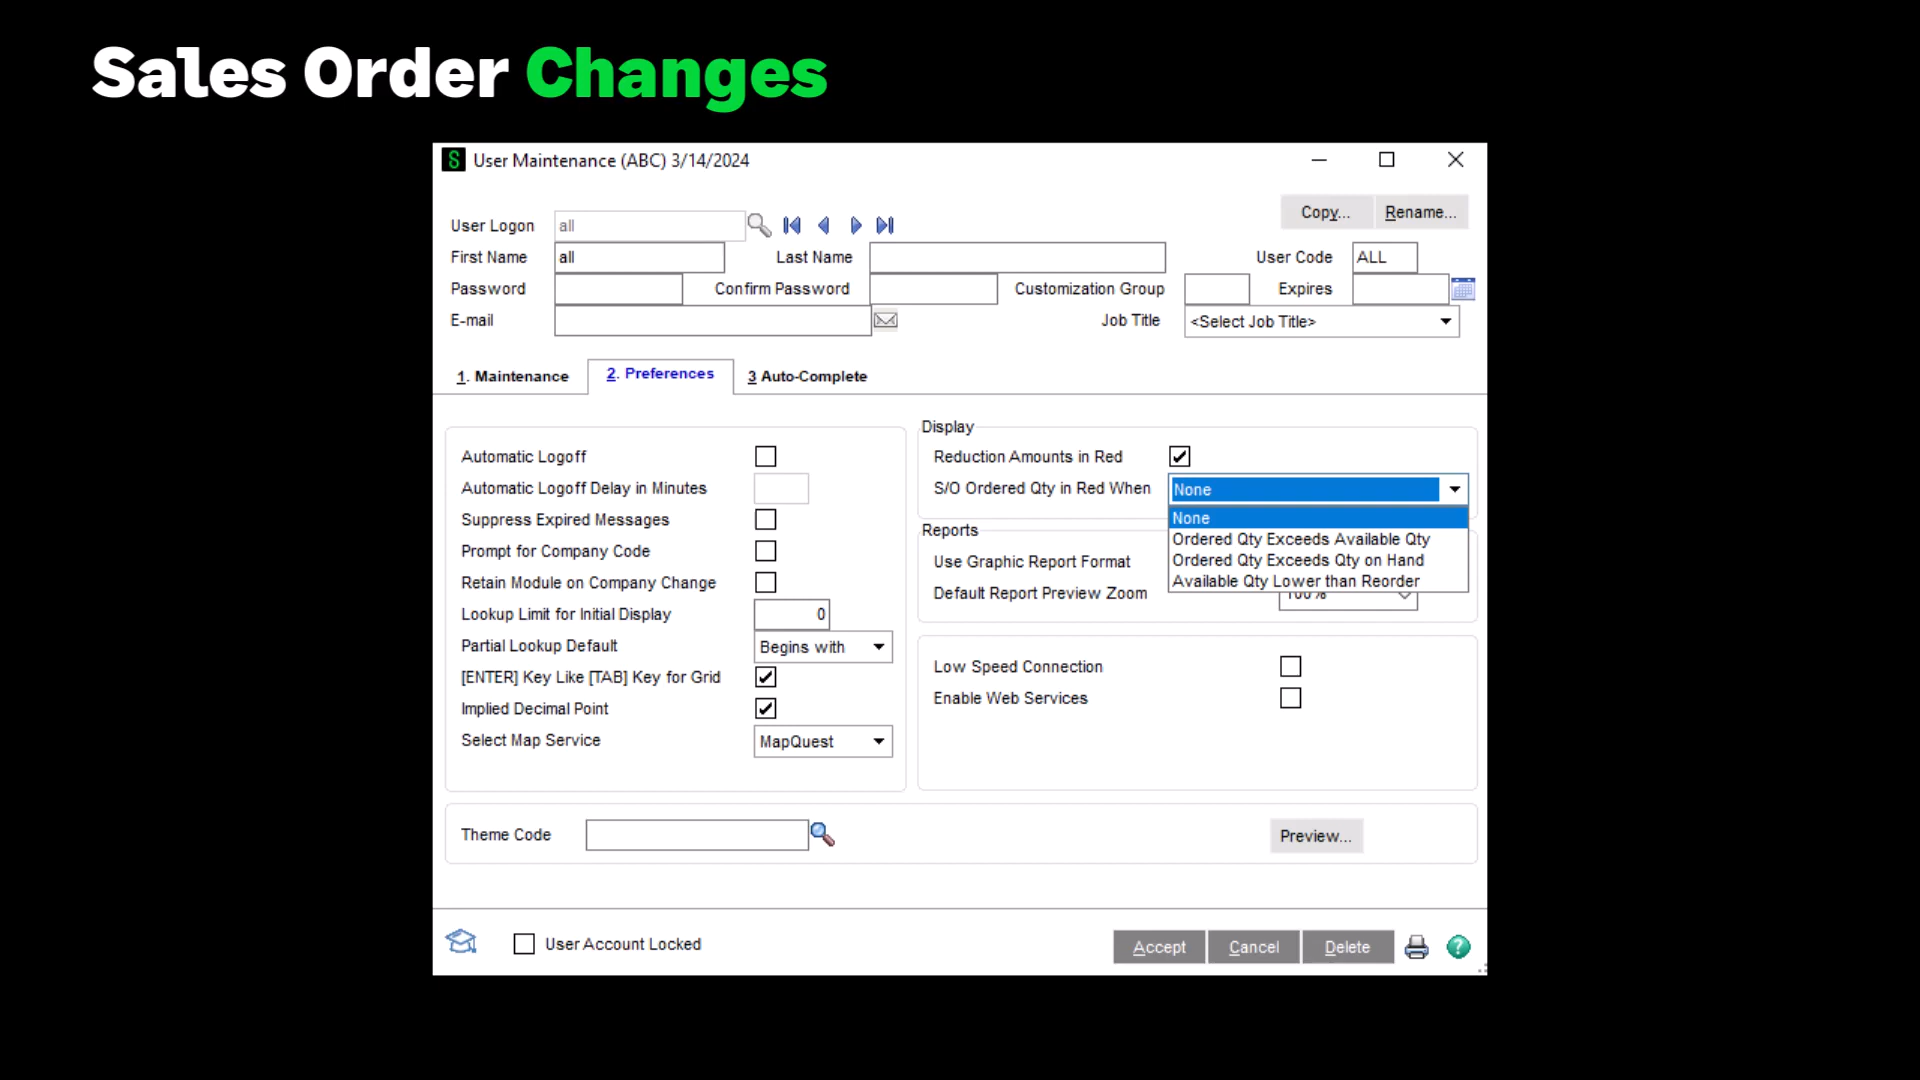 Sales Order Changes
S User Maintenance (ABC) 3/14/2024
Copy... Rename...
User Logon all
First Name all Last Name User Code ALL
Password Confirm Password Customization Group Expires
E-mail Job Title <Select Job Title>
1. Maintenance 2. Preferences 3 Auto-Complete
Display
Automatic Logoff Reduction Amounts in Red
Automatic Logoff Delay in Minutes S/O Ordered Qty in Red When None
None
Suppress Expired Messages Reports Ordered Qty Exceeds Available Qty
Prompt for Company Code Use Graphic Report Format Ordered Qty Exceeds Qty on Hand
Retain Module on Company Change Available Qty Lower than Reorder
Default Report Preview Zoom 100%
Lookup Limit for Initial Display 0
Partial Lookup Default Begins with
[ENTER] Key Like [TAB] Key for Grid Low Speed Connection
Implied Decimal Point Enable Web Services
Select Map Service MapQuest
Theme Code Preview...
User Account Locked Accept Cancel Delete ?